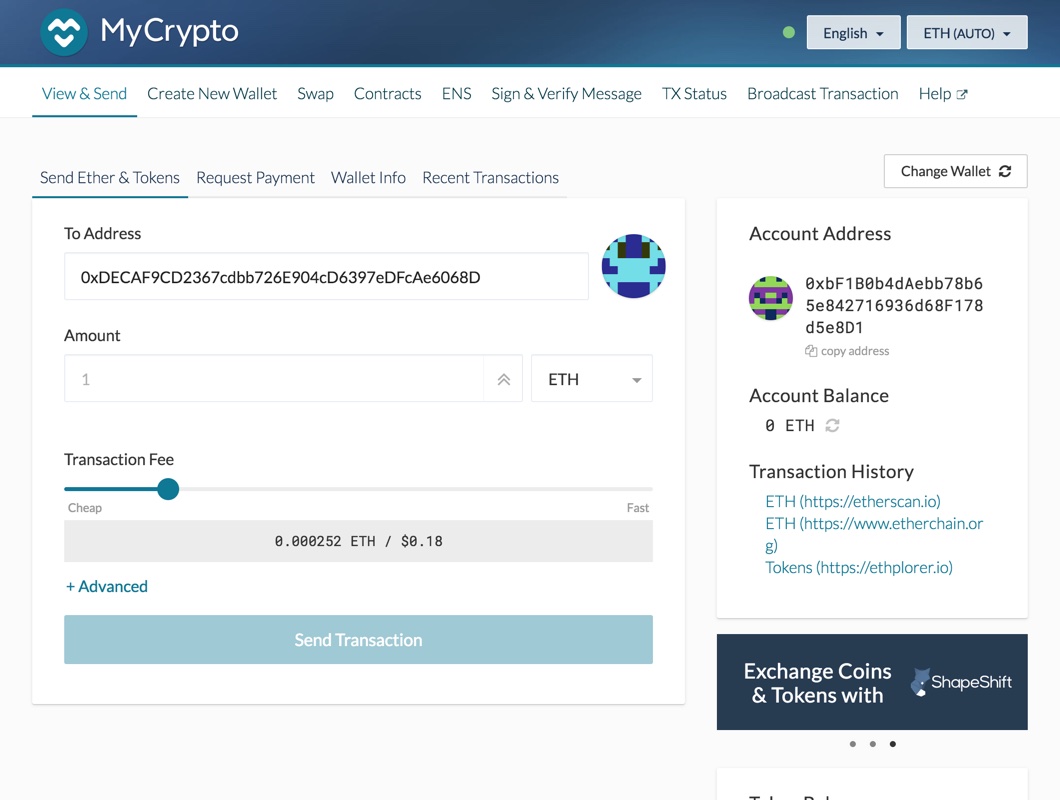 MyCrypto
English
ETH (AUTO)
View & Send
Create New Wallet
Swap
Contracts
ENS
Sign & Verify Message
TX Status
Broadcast Transaction
Help
Send Ether & Tokens
Request Payment
Wallet Info
Recent Transactions
Change Wallet
To Address
0xDECAF9CD2367cdbb726E904cD6397eDFcAe6068D
Amount
1
ETH
Transaction Fee
Cheap
Fast
0.000252 ETH / $0.18
+ Advanced
Send Transaction
Account Address
0xbF1B0b4dAebb78b6
5e842716936d68F178
d5e8D1
copy address
Account Balance
0 ETH
Transaction History
ETH (https://etherscan.io)
ETH (https://www.etherchain.or
g)
Tokens (https://ethplorer.io)
Exchange Coins
& Tokens with
ShapeShift